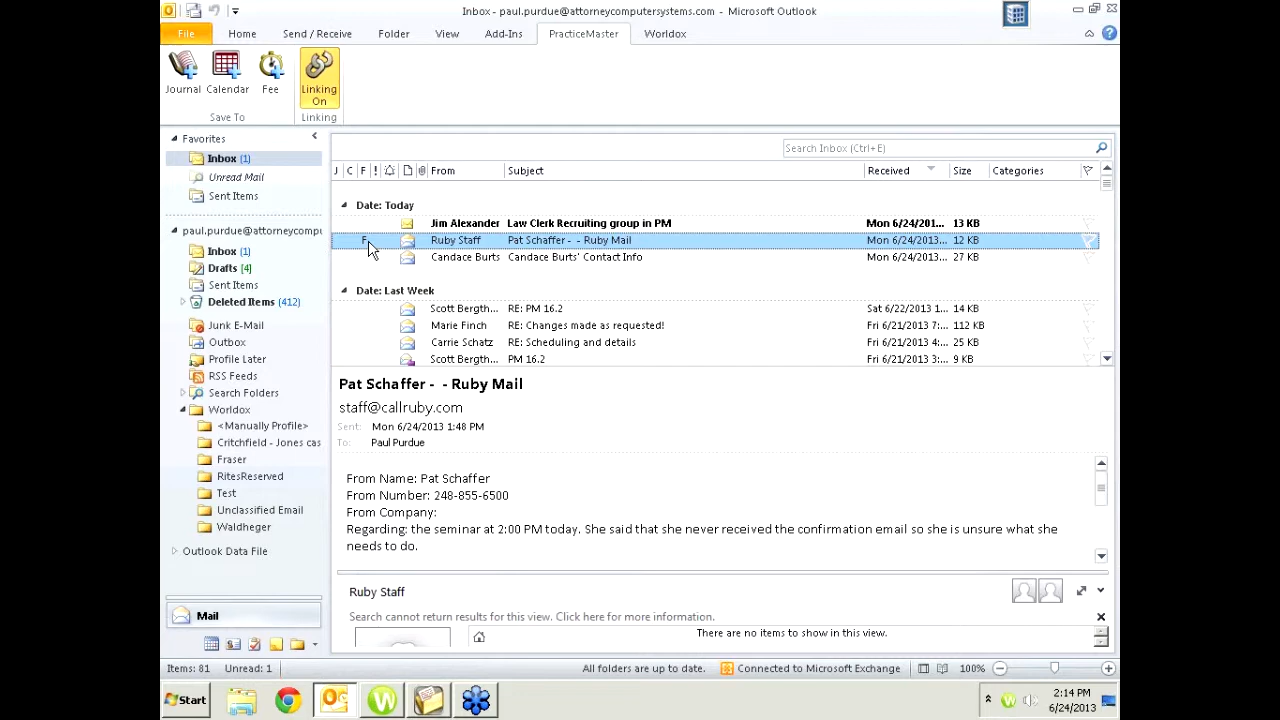 Inbox - paul.purdue@attorneycomputersystems.com - Microsoft Outlook
File Home Send / Receive Folder View Add-Ins PracticeMaster Worldox
Journal Calendar Fee Linking On
Save To Linking
Favorites
Inbox (1)
Unread Mail
Sent Items
paul.purdue@attorneycompu
Inbox (1)
Drafts [4]
Sent Items
Deleted Items (412)
Junk E-Mail
Outbox
Profile Later
RSS Feeds
Search Folders
Worldox
<Manually Profile>
Critchfield - Jones cas
Fraser
RitesReserved
Test
Unclassified Email
Waldheger
Outlook Data File
Mail
Search Inbox (Ctrl+E)
J C F ! From Subject Received Size Categories
Date: Today
Jim Alexander Law Clerk Recruiting group in PM Mon 6/24/201... 13 KB
F Ruby Staff Pat Schaffer - - Ruby Mail Mon 6/24/2013... 12 KB
Candace Burts Candace Burts' Contact Info Mon 6/24/2013... 27 KB
Date: Last Week
Scott Bergth... RE: PM 16.2 Sat 6/22/2013 1... 14 KB
Marie Finch RE: Changes made as requested! Fri 6/21/2013 7:... 112 KB
Carrie Schatz RE: Scheduling and details Fri 6/21/2013 4:... 25 KB
Scott Bergth... PM 16.2 Fri 6/21/2013 3:... 9 KB
Pat Schaffer - - Ruby Mail
staff@callruby.com
Sent: Mon 6/24/2013 1:48 PM
To: Paul Purdue
From Name: Pat Schaffer
From Number: 248-855-6500
From Company:
Regarding: the seminar at 2:00 PM today. She said that she never received the confirmation email so she is unsure what she
needs to do.
Ruby Staff
Search cannot return results for this view. Click here for more information.
There are no items to show in this view.
Items: 81 Unread: 1 All folders are up to date. Connected to Microsoft Exchange 100%
Start 2:14 PM
6/24/2013